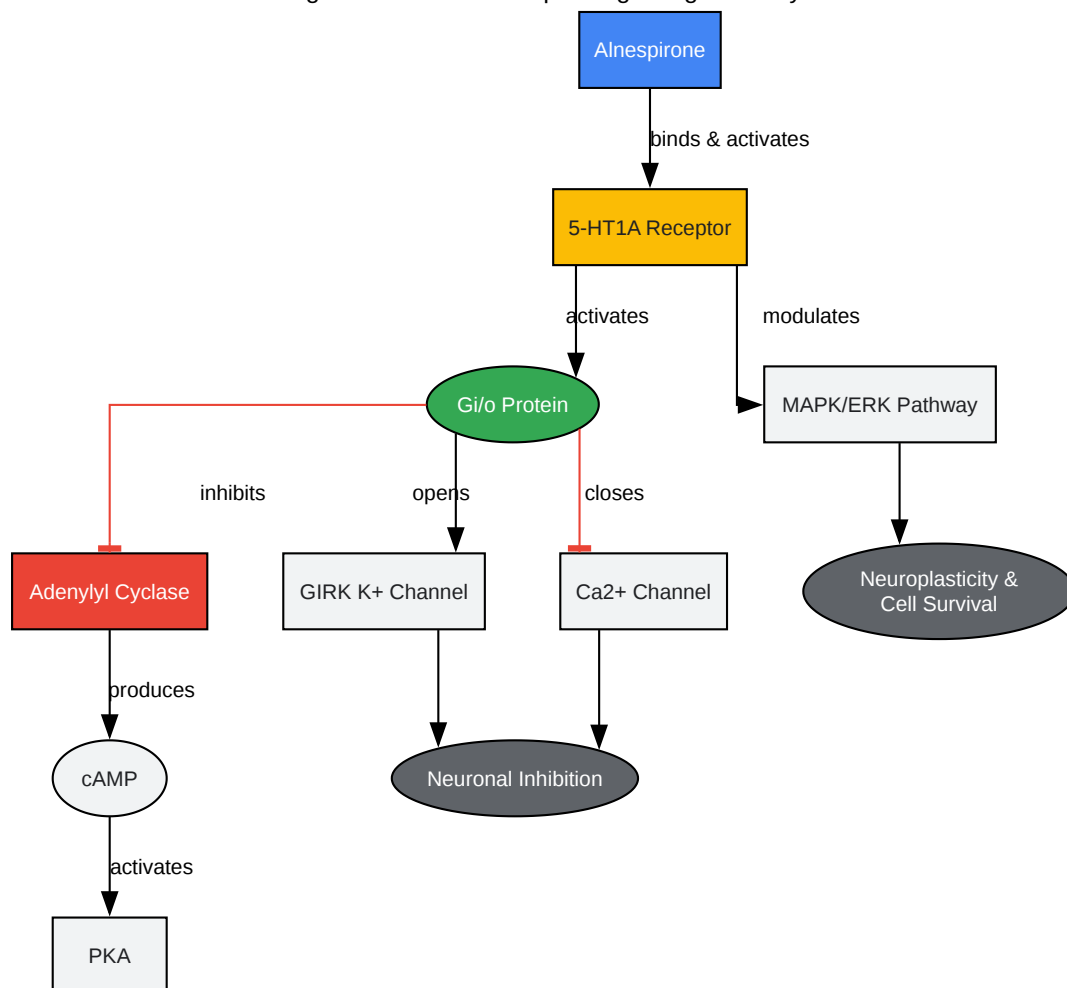 Alnespirone
binds & activates
5-HT1A Receptor
activates
modulates
Gi/o Protein
MAPK/ERK Pathway
inhibits
opens
closes
Adenylyl Cyclase
GIRK K+ Channel
Ca2+ Channel
Neuroplasticity &
Cell Survival
produces
cAMP
Neuronal Inhibition
activates
PKA